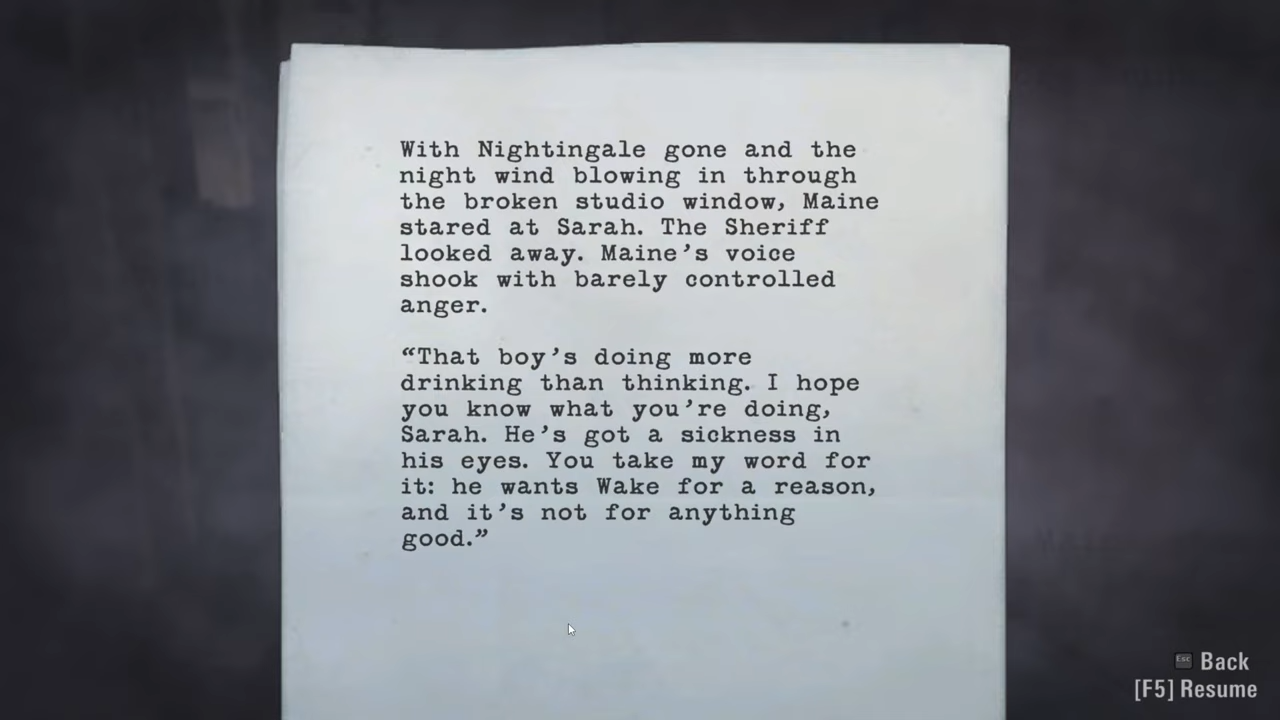 With Nightingale gone and the
night wind blowing in through
the broken studio window, Maine
stared at Sarah. The Sheriff
looked away. Maine’s voice
shook with barely controlled
anger.
“That boy’s doing more
drinking than thinking. I hope
you know what you’re doing,
Sarah. He’s got a sickness in
his eyes. You take my word for
it: he wants Wake for a reason,
and it’s not for anything
good.”
Esc Back
[F5] Resume